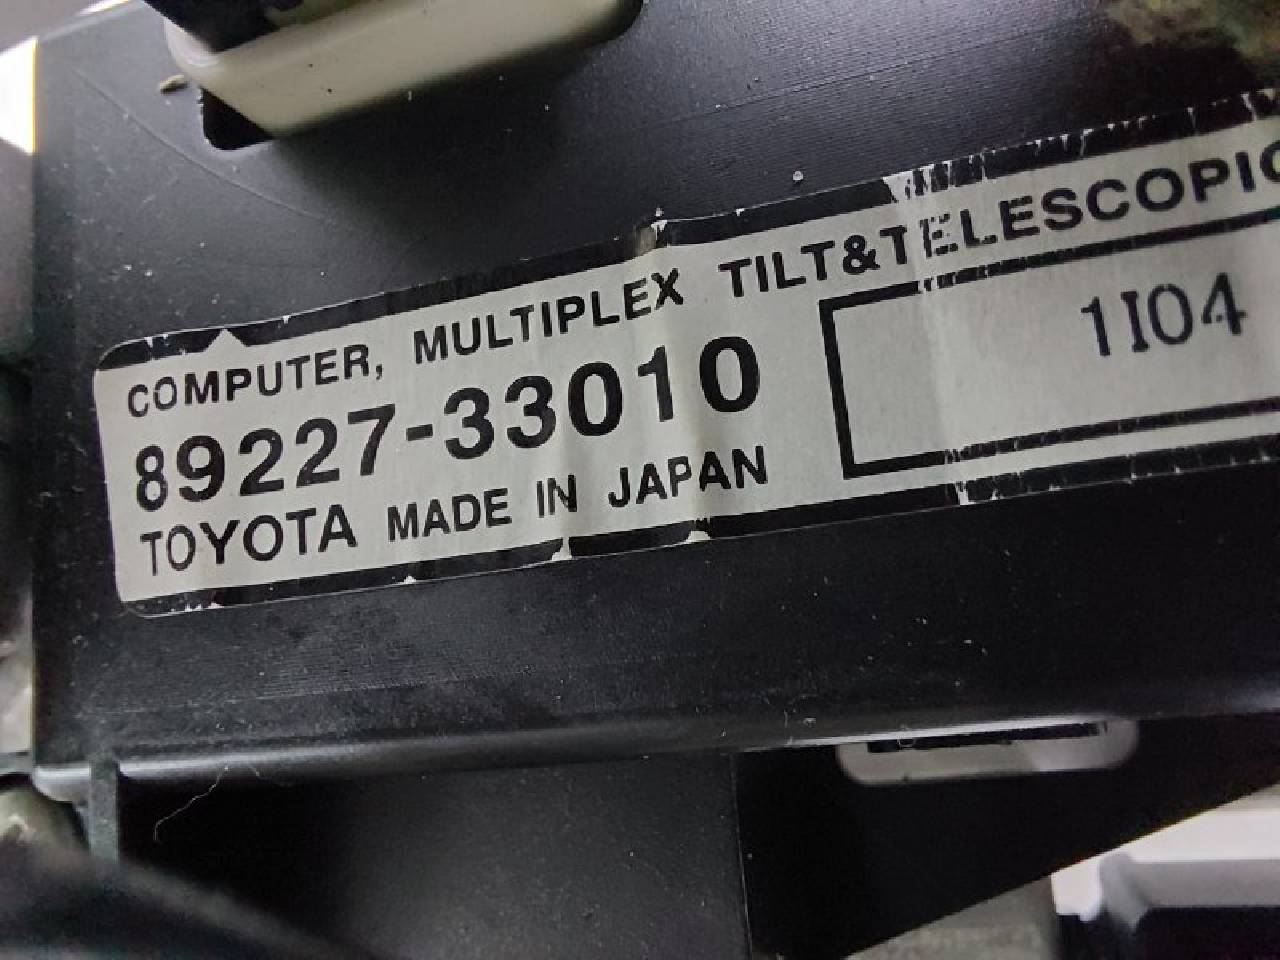 COMPUTER, MULTIPLEX TILT&TELESCOPIC
89227-33010
TOYOTA MADE IN JAPAN
1I04